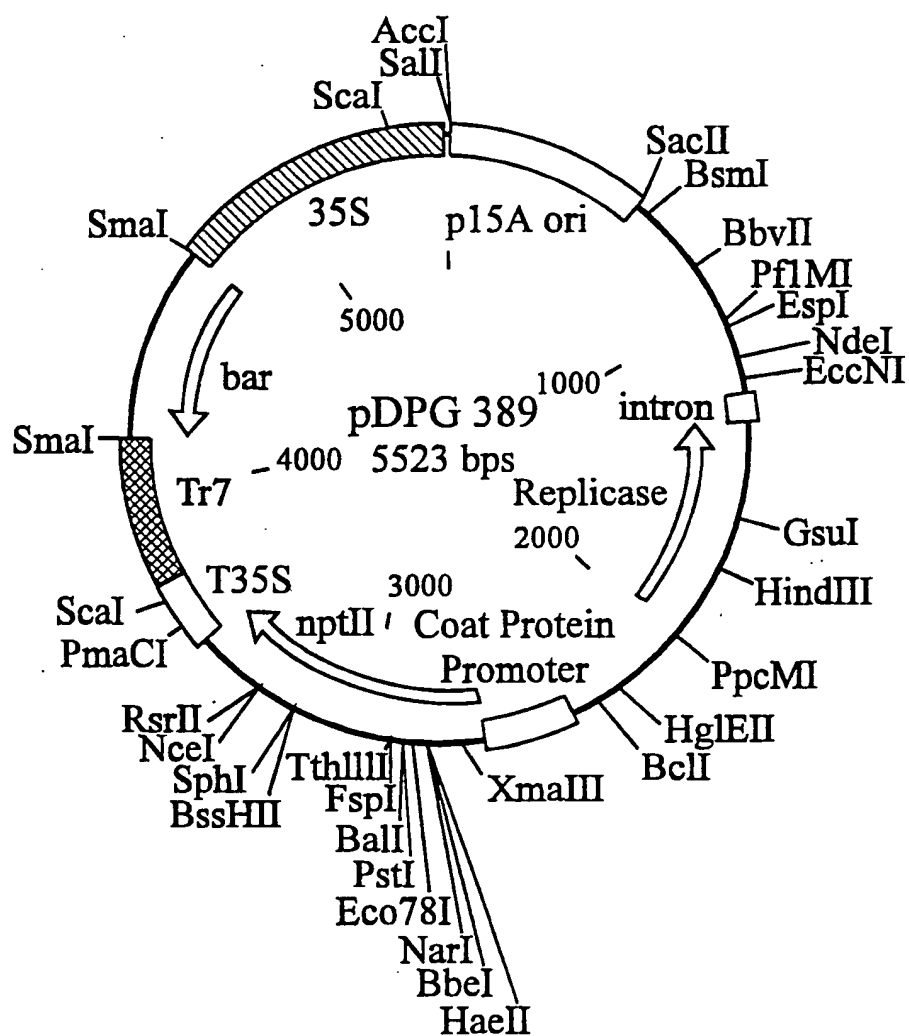 AccI
SalI
ScaI
SacII
BsmI
SmaI
35S
p15A ori
BbvII
PflMI
EspI
5000
NdeI
EccNI
bar
1000
intron
pDPG 389
5523 bps
SmaI
4000
Tr7
Replicase
2000
GsuI
T35S
3000
HindIII
ScaI
nptII
Coat Protein
Promoter
PmaCI
PpcMI
RsrII
HglEII
NceI
BclI
SphI
TthlllI
XmaIII
BssHII
FspI
BalI
PstI
Eco78I
NarI
BbeI
HaeII